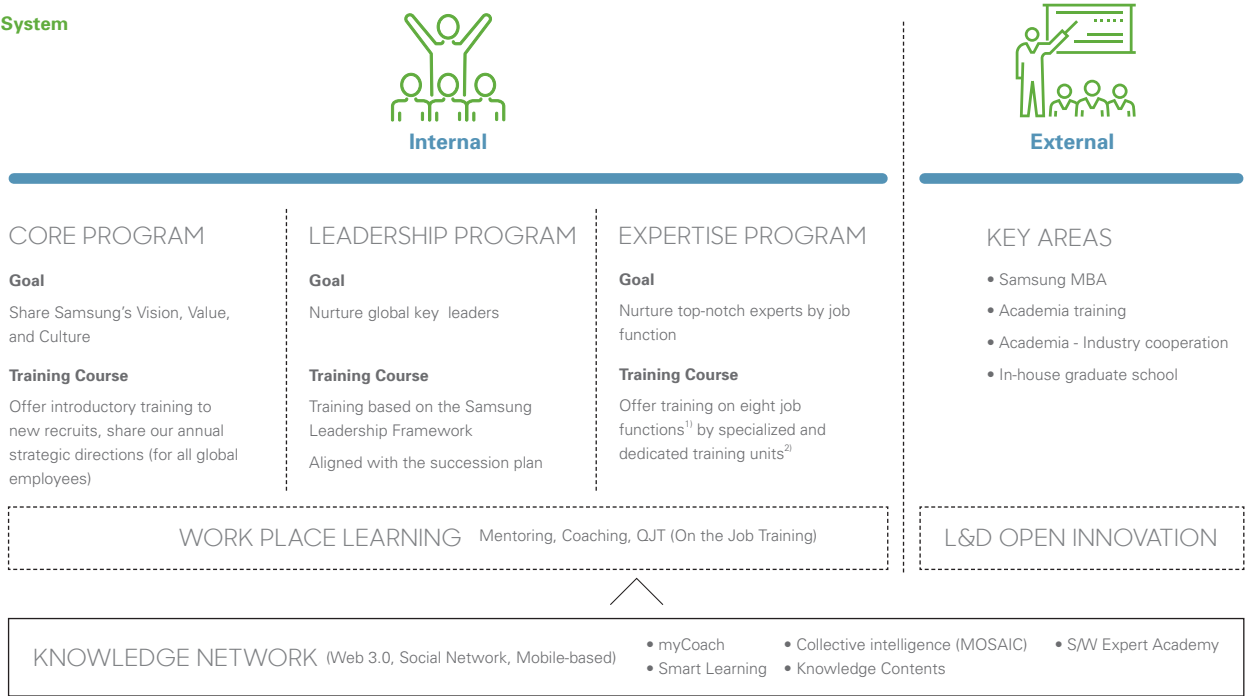 System
Internal
External
CORE PROGRAM
Goal
Share Samsung's Vision, Value,
and Culture
Training Course
Offer introductory training to
new recruits, share our annual
strategic directions (for all global
employees)
LEADERSHIP PROGRAM
Goal
Nurture global key leaders
Training Course
Training based on the Samsung
Leadership Framework
Aligned with the succession plan
EXPERTISE PROGRAM
Goal
Nurture top-notch experts by job
function
Training Course
Offer training on eight job
functions1) by specialized and
dedicated training units2)
KEY AREAS
• Samsung MBA
• Academia training
• Academia - Industry cooperation
• In-house graduate school
WORK PLACE LEARNING Mentoring, Coaching, QJT (On the Job Training)
L&D OPEN INNOVATION
KNOWLEDGE NETWORK (Web 3.0, Social Network, Mobile-based)
• myCoach • Collective intelligence (MOSAIC) • S/W Expert Academy
• Smart Learning • Knowledge Contents